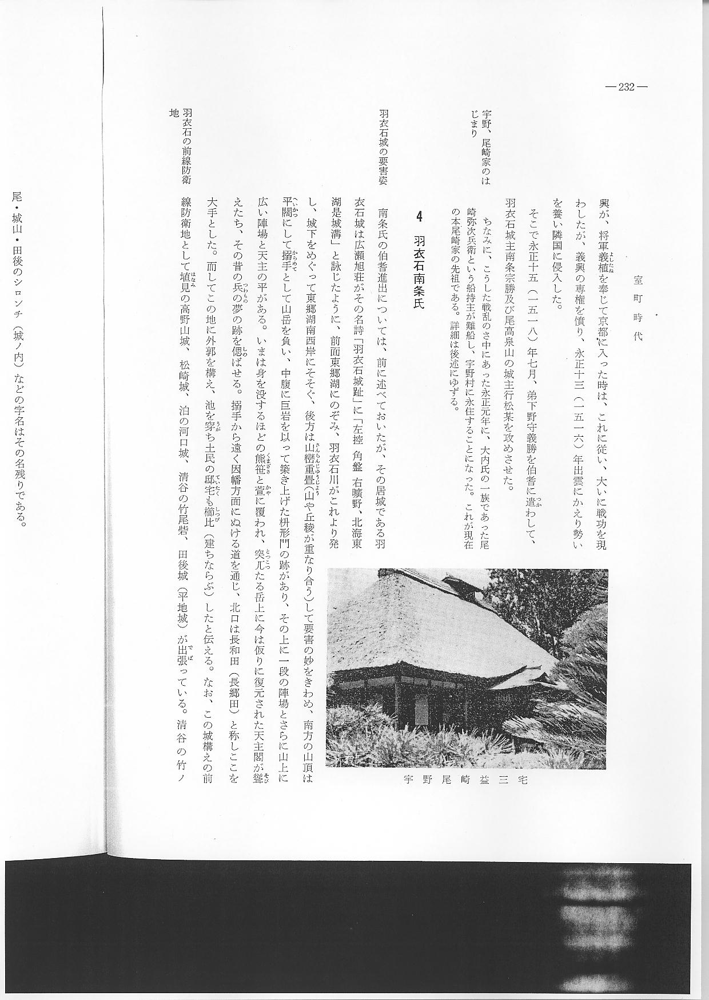 ―232―
室町時代
興が、将軍義植を奉じて京都に入った時は、これに従い、大いに戦功を現
わしたが、義興の専権を憤り、永正十三（一五一六）年出雲にかえり勢い
を養い隣国に侵入した。
そこで永正十五（一五一八）年七月、弟下野守義勝を伯耆に遣わして、
羽衣石城主南条宗勝及び尾高泉山の城主行松某を攻めさせた。
宇野、尾崎家のは
じまり
ちなみに、こうした戦乱のさ中にあった永正元年に、大内氏の一族であった尾
崎弥次兵衛という船持主が難船し、宇野村に永住することになった。これが現在
の本尾崎家の先祖である。詳細は後述にゆずる。
4 羽衣石南条氏
羽衣石城の要害姿
南条氏の伯耆進出については、前に述べておいたが、その居城である羽
衣石城は広瀬旭荘がその名詩「羽衣石城趾」に「左控 角盤 右曠野、北海東
湖是城溝」と詠じたように、前面東郷湖にのぞみ、羽衣石川がこれより発
し、城下をめぐって東郷湖南西岸にそそぐ、後方は山巒重畳（山や丘稜が重なり合う）して要害の妙をきわめ、南方の山頂は
平闊にして搦手として山岳を負い、中腹に巨岩を以って築き上げた枡形門の跡があり、その上に一段の陣場とさらに山上に
広い陣場と天主の平がある。いまは身を没するほどの熊笹と萱に覆われ、突兀たる岳上に今は仮りに復元された天主閣が聳
えたち、その昔の兵の夢の跡を偲ばせる。搦手から遠く因幡方面にぬける道を通じ、北口は長和田（長郷田）と称しここを
大手とした。而してこの地に外郭を構え、池を穿ち土民の邸宅も櫛比（建ちならぶ）したと伝える。なお、この城構えの前
羽衣石の前線防衛
地
線防衛地として埴見の高野山城、松崎城、泊の河口城、清谷の竹尾砦、田後城（平地城）が出張っている。清谷の竹ノ
宇野尾崎益三宅
尾・城山・田後のシロンチ（城ノ内）などの字名はその名残りである。